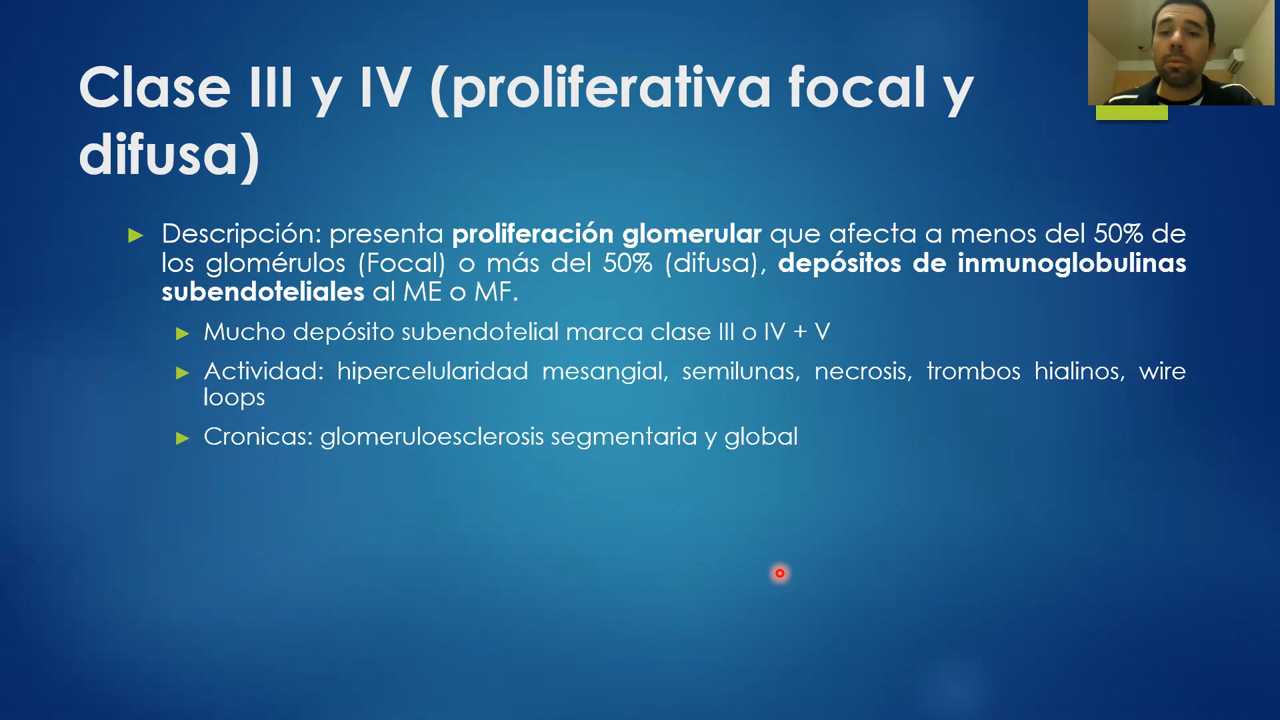 Clase III y IV (proliferativa focal y
difusa)
Descripción: presenta proliferación glomerular que afecta a menos del 50% de
los glomérulos (Focal) o más del 50% (difusa), depósitos de inmunoglobulinas
subendoteliales al ME o MF.
Mucho depósito subendotelial marca clase III o IV + V
Actividad: hipercelularidad mesangial, semilunas, necrosis, trombos hialinos, wire
loops
Cronicas: glomeruloesclerosis segmentaria y global